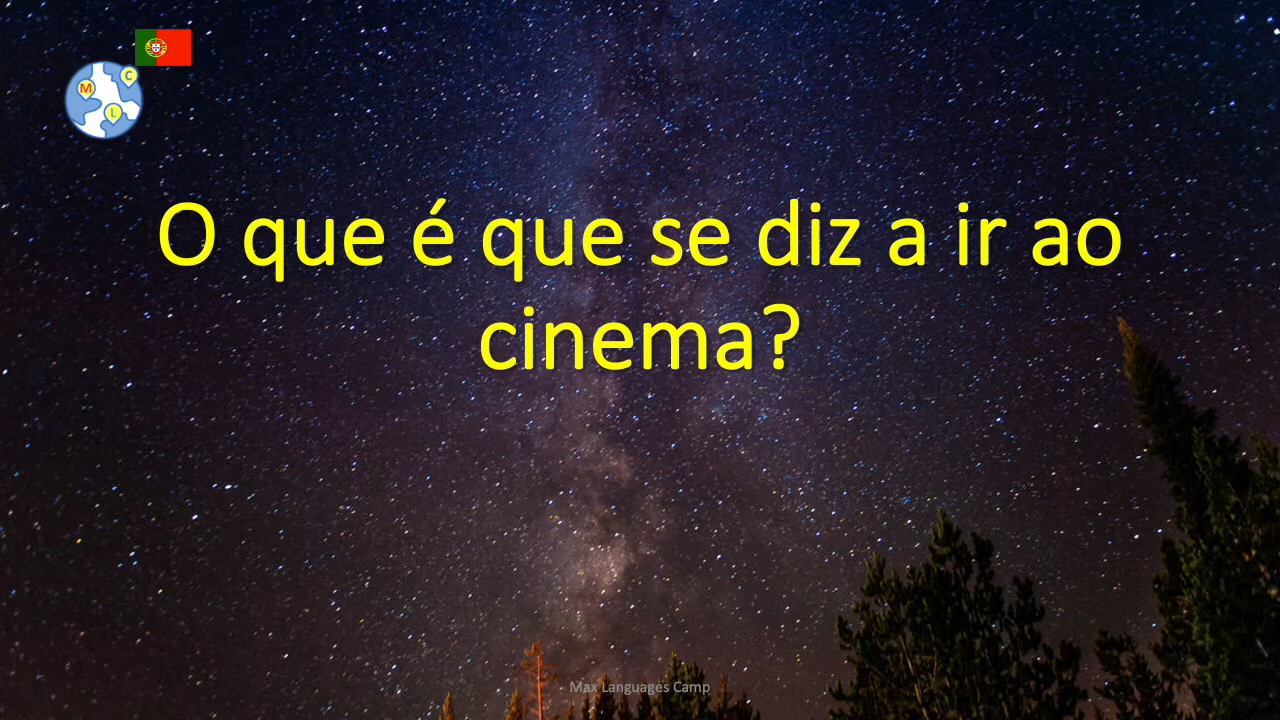 C
M
L
O que é que se diz a ir ao
cinema?
Max Languages Camp